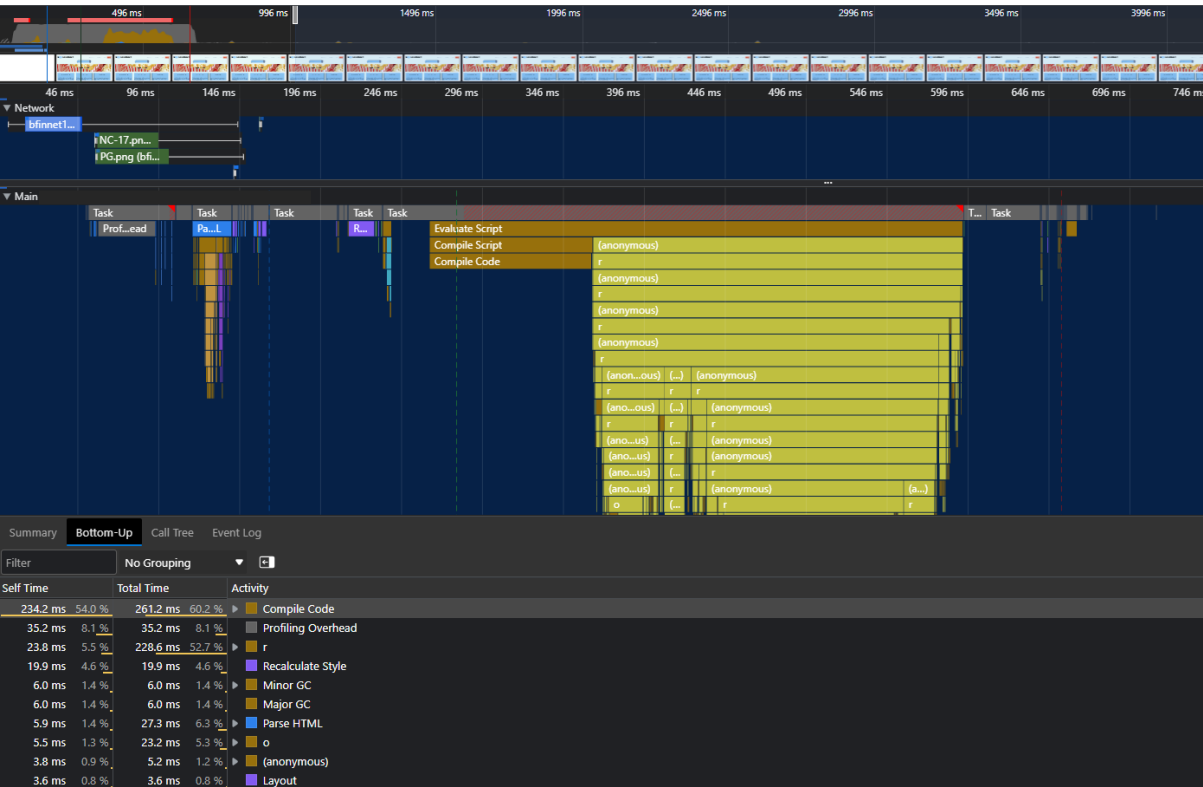 496 ms 996 ms 1496 ms 1996 ms 2496 ms 2996 ms 3496 ms 3996 ms
46 ms 96 ms 146 ms 196 ms 246 ms 296 ms 346 ms 396 ms 446 ms 496 ms 546 ms 596 ms 646 ms 696 ms 746 ms
Network
bfinnet1...
NC-17.pn...
PG.png (bfi...
...
Main
Task Task Task Task Task T... Task
Prof...ead Pa...L R... Evaluate Script
Compile Script (anonymous)
Compile Code r
(anonymous)
r
(anonymous)
r
(anonymous)
r
(anon...ous) (...) (anonymous)
r r r
(ano...ous) (...) (anonymous)
r r r
(ano...us) (... (anonymous)
(ano...us) r (anonymous)
(ano...us) (... r
(ano...us) r (anonymous) (a...)
o (... r r
Summary Bottom-Up Call Tree Event Log
Filter No Grouping
Self Time Total Time Activity
234.2 ms 54.0 % 261.2 ms 60.2 % Compile Code
35.2 ms 8.1 % 35.2 ms 8.1 % Profiling Overhead
23.8 ms 5.5 % 228.6 ms 52.7 % r
19.9 ms 4.6 % 19.9 ms 4.6 % Recalculate Style
6.0 ms 1.4 % 6.0 ms 1.4 % Minor GC
6.0 ms 1.4 % 6.0 ms 1.4 % Major GC
5.9 ms 1.4 % 27.3 ms 6.3 % Parse HTML
5.5 ms 1.3 % 23.2 ms 5.3 % o
3.8 ms 0.9 % 5.2 ms 1.2 % (anonymous)
3.6 ms 0.8 % 3.6 ms 0.8 % Layout